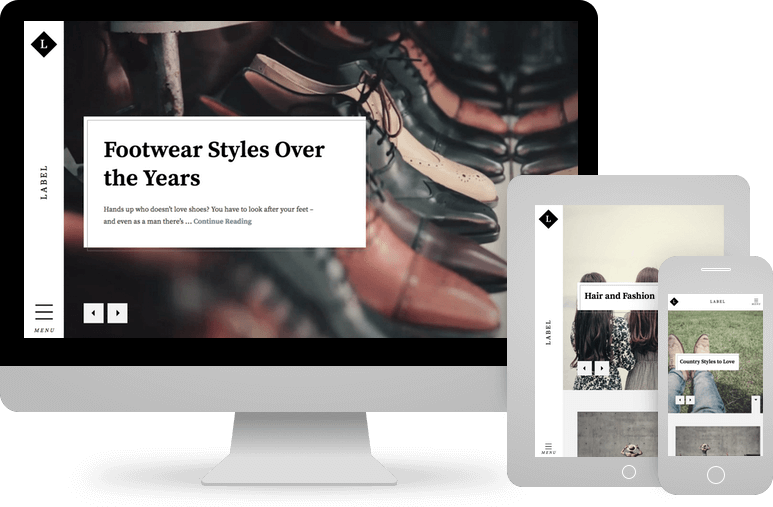 L
LABEL
Footwear Styles Over
the Years
Hands up who doesn't love shoes? You have to look after your feet –
and even as a man there's ... Continue Reading
MENU
L
LABEL
Hair and Fashion
MENU
L
LABEL
MENU
Country Styles to Love